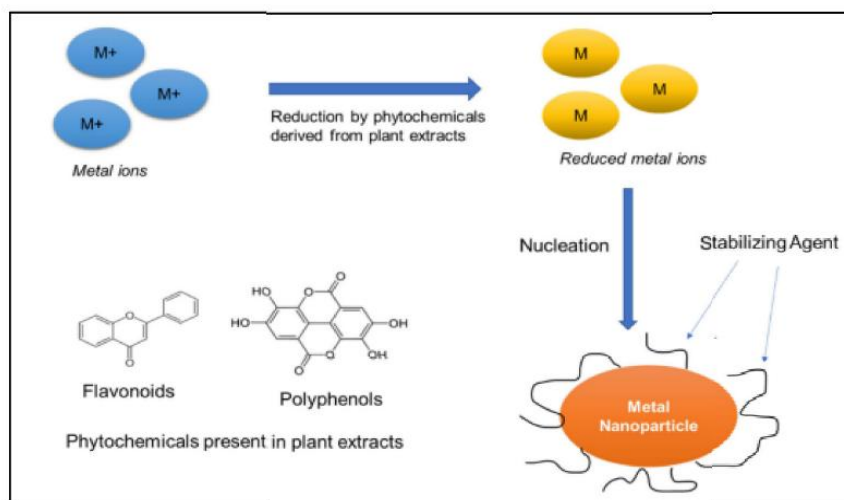 M+
M+
M+
Metal ions
Reduction by phytochemicals
derived from plant extracts
M
M
M
Reduced metal ions
Nucleation
Stabilizing Agent
O
O
Flavonoids
HO
HO
O
O
O
O
OH
OH
Polyphenols
Phytochemicals present in plant extracts
Metal
Nanoparticle